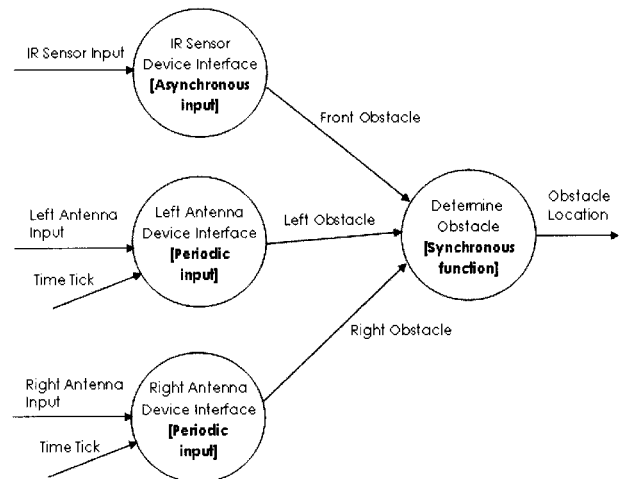 IR Sensor Input
IR Sensor
Device Interface
[Asynchronous
input]
Front Obstacle
Left Antenna
Input
Time Tick
Left Antenna
Device Interface
[Periodic
input]
Left Obstacle
Determine
Obstacle
[Synchronous
function]
Obstacle
Location
Right Obstacle
Right Antenna
Input
Time Tick
Right Antenna
Device Interface
[Periodic
input]